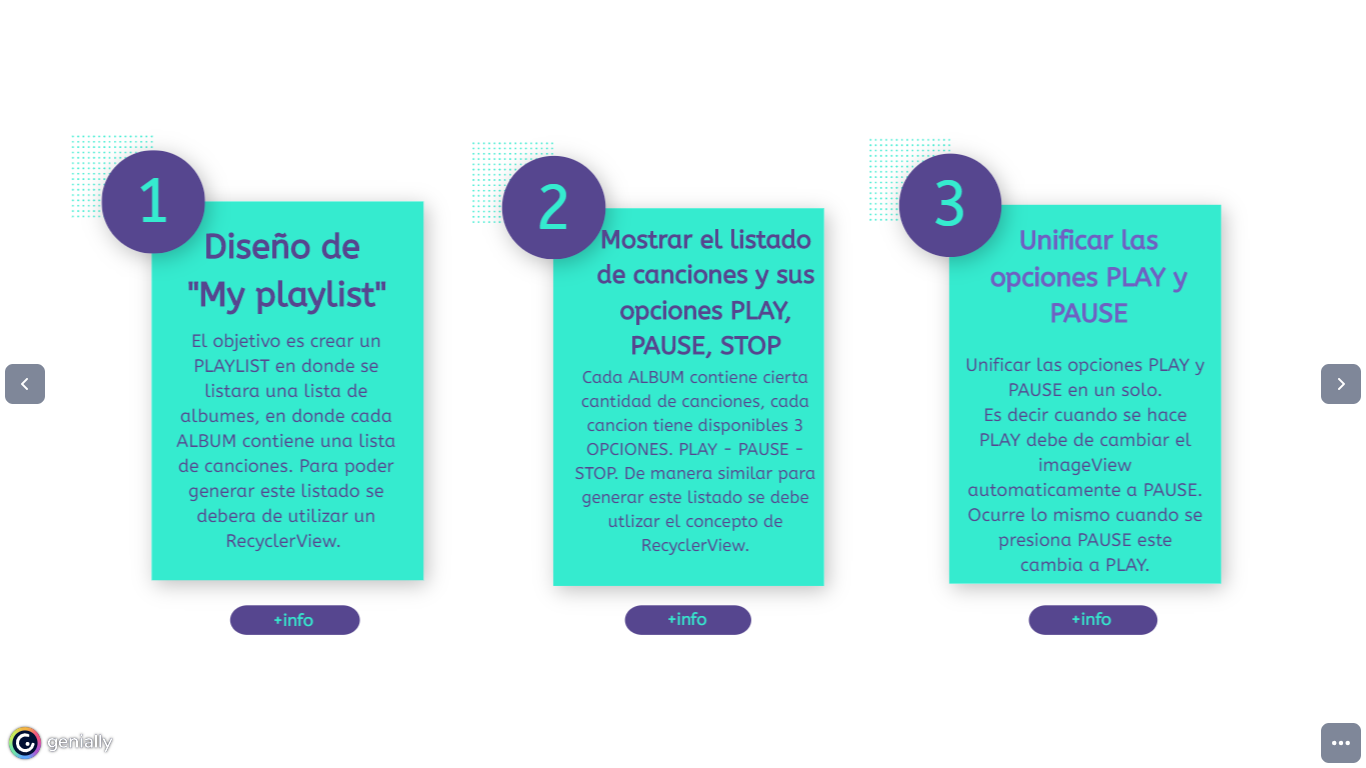 1
Diseño de
"My playlist"
El objetivo es crear un
PLAYLIST en donde se
listara una lista de
albumes, en donde cada
ALBUM contiene una lista
de canciones. Para poder
generar este listado se
debera de utilizar un
RecyclerView.
+info
2
Mostrar el listado
de canciones y sus
opciones PLAY,
PAUSE, STOP
Cada ALBUM contiene cierta
cantidad de canciones, cada
cancion tiene disponibles 3
OPCIONES. PLAY - PAUSE -
STOP. De manera similar para
generar este listado se debe
utlizar el concepto de
RecyclerView.
+info
3
Unificar las
opciones PLAY y
PAUSE
Unificar las opciones PLAY y
PAUSE en un solo.
Es decir cuando se hace
PLAY debe de cambiar el
imageView
automaticamente a PAUSE.
Ocurre lo mismo cuando se
presiona PAUSE este
cambia a PLAY.
+info
genially